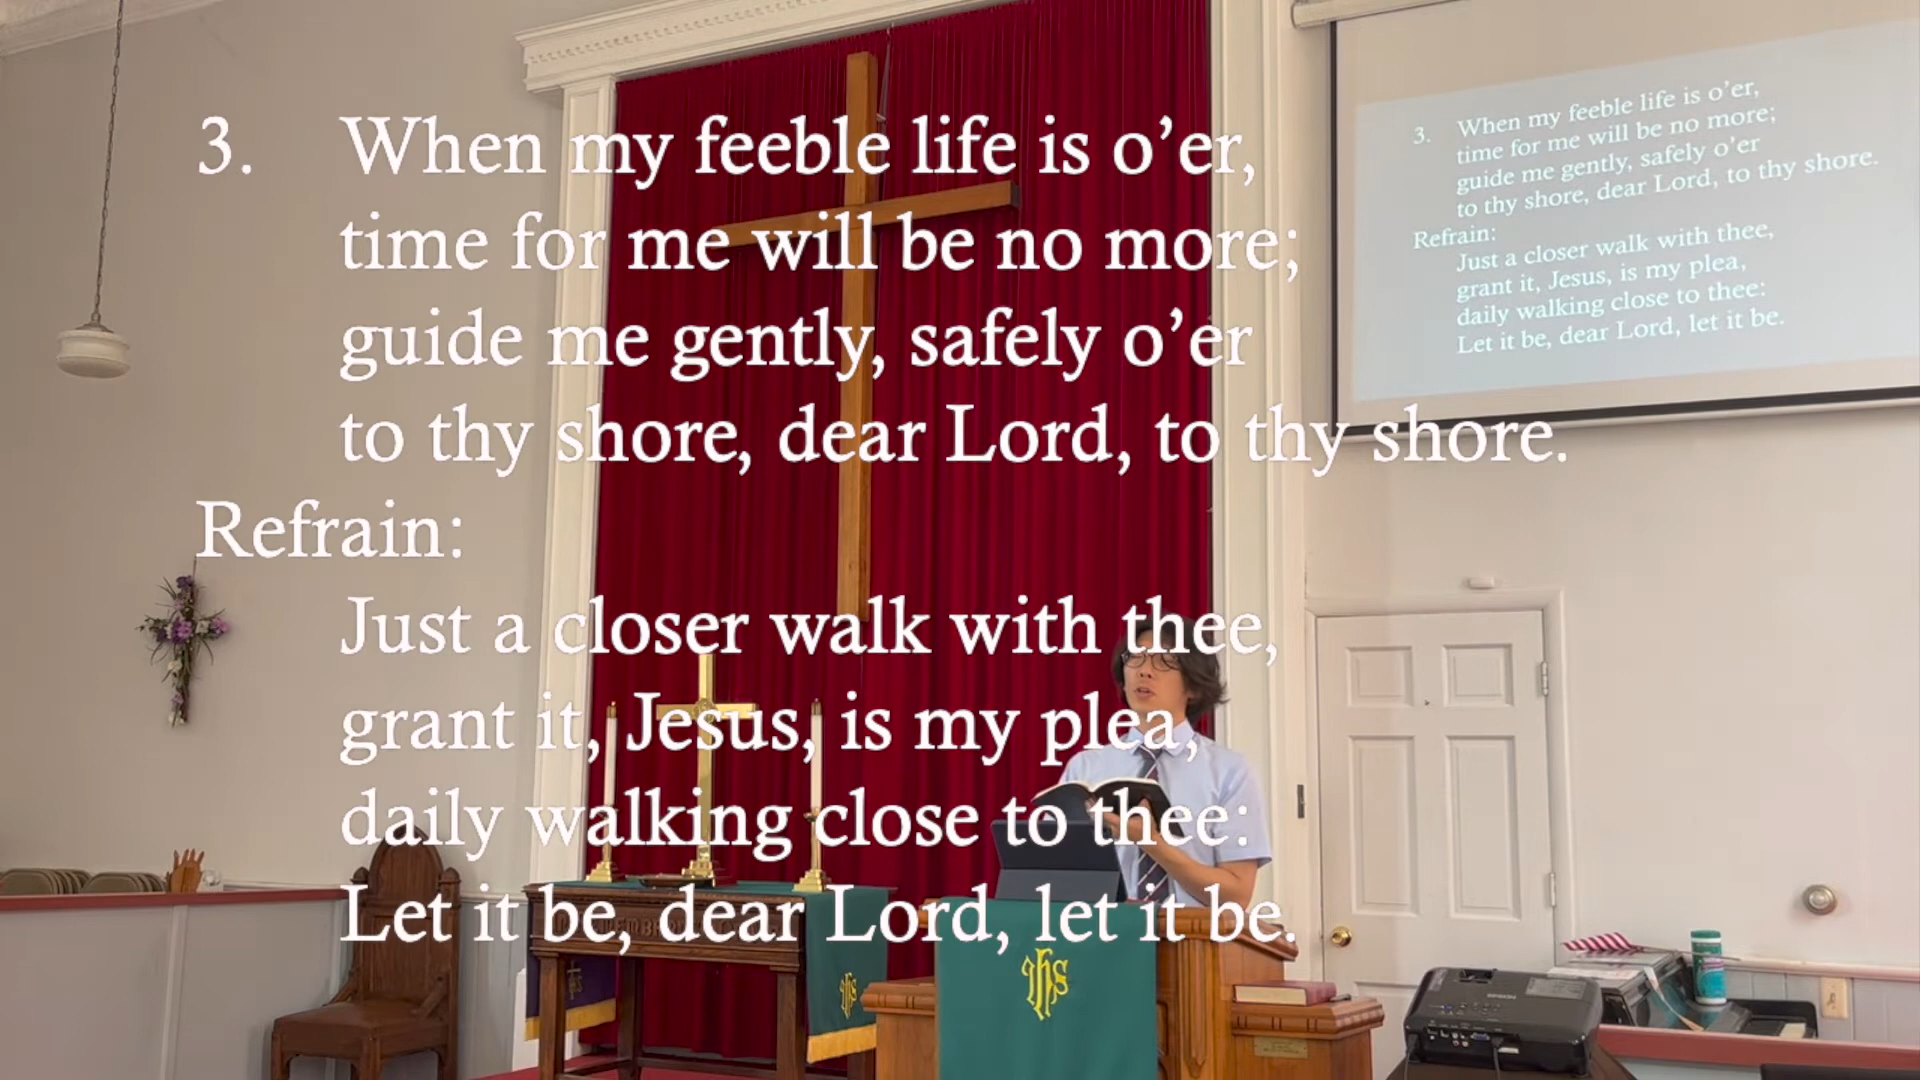 3. When my feeble life is o’er,
time for me will be no more;
guide me gently, safely o’er
to thy shore, dear Lord, to thy shore.
Refrain:
Just a closer walk with thee,
grant it, Jesus, is my plea,
daily walking close to thee:
Let it be, dear Lord, let it be.
3. When my feeble life is o’er,
time for me will be no more;
guide me gently, safely o’er
to thy shore, dear Lord, to thy shore.
Refrain:
Just a closer walk with thee,
grant it, Jesus, is my plea,
daily walking close to thee:
Let it be, dear Lord, let it be.
IHS
IHS
IHS
EPSON